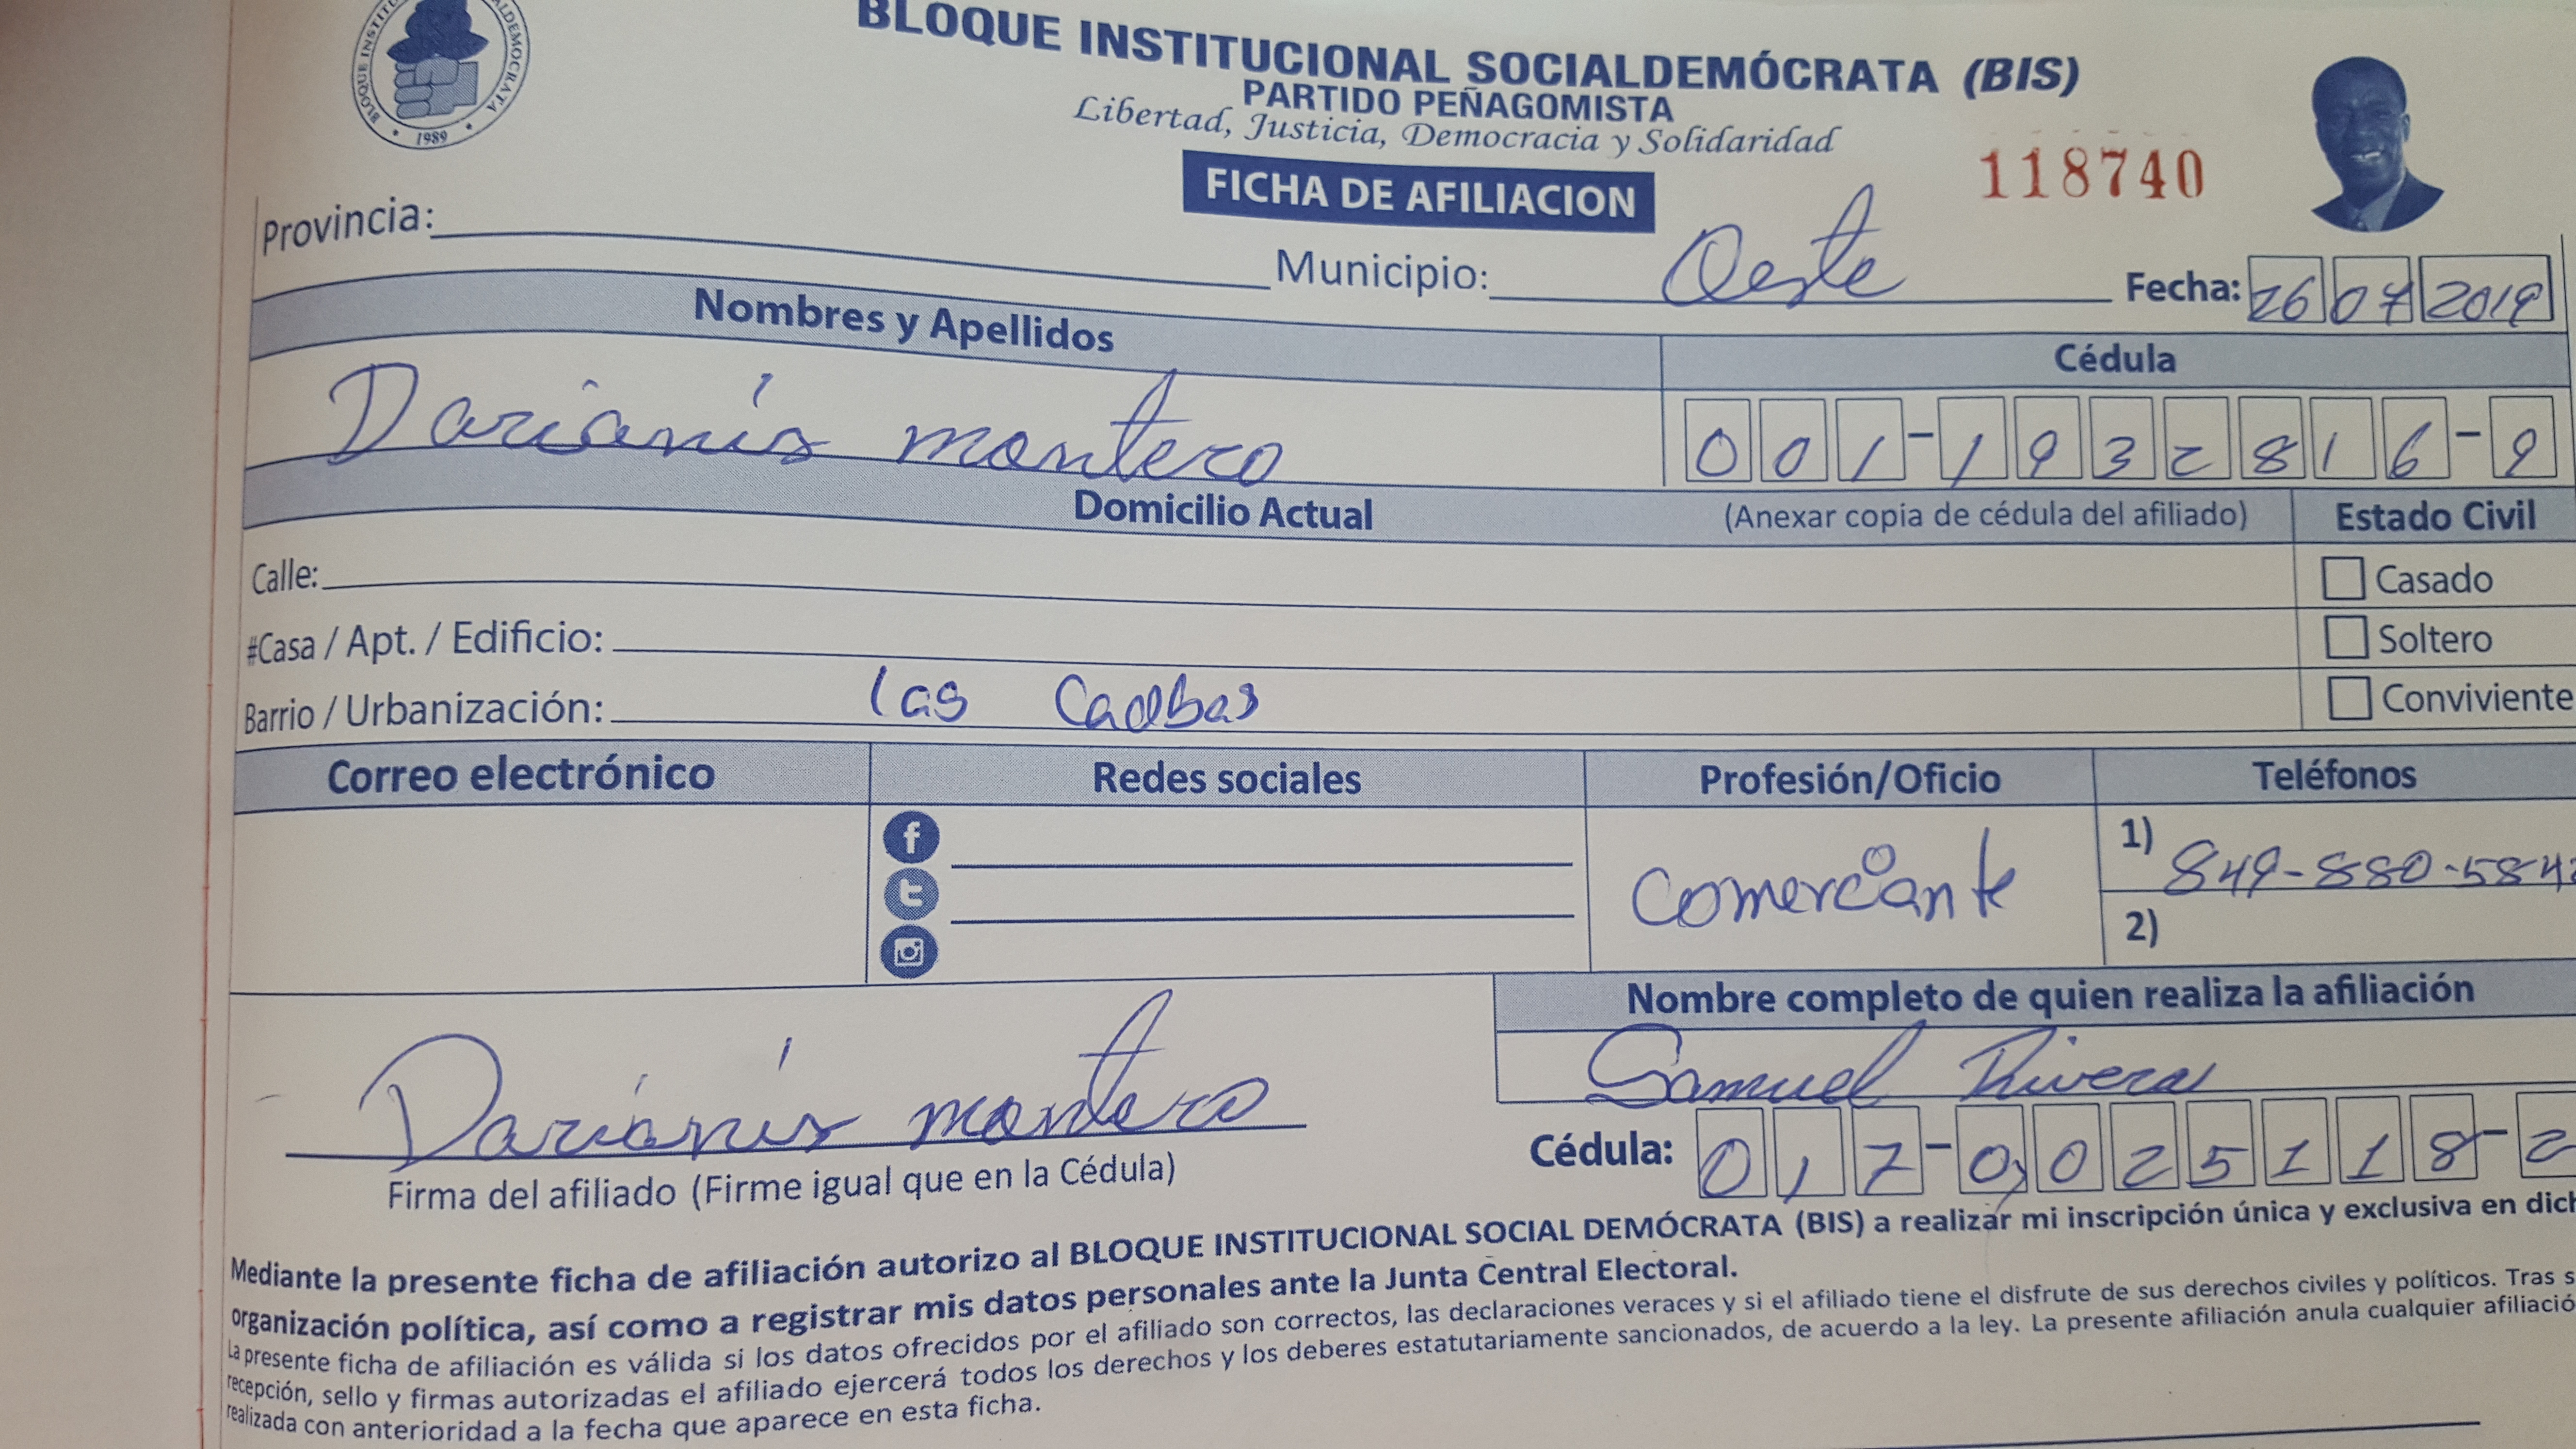 BLOQUE INSTITUCIONAL SOCIALDEMÓCRATA (BIS)
PARTIDO PEÑAGOMISTA
Libertad, Justicia, Democracia y Solidaridad
1989
FICHA DE AFILIACION
118740
Provincia:
Municipio: Oeste
Fecha: 26 07 2019
Nombres y Apellidos
Cédula
Darianis montero
001-1932816-9
Domicilio Actual
(Anexar copia de cédula del afiliado)
Estado Civil
Calle:
Casado
#Casa / Apt. / Edificio:
Soltero
Barrio / Urbanización: las Caobas
Conviviente
Correo electrónico
Redes sociales
Profesión/Oficio
Teléfonos
comerciante
1) 849-880-584
2)
Nombre completo de quien realiza la afiliación
Samuel Rivera
Darianis montero
Cédula: 017-0025118-2
Firma del afiliado (Firme igual que en la Cédula)
Mediante la presente ficha de afiliación autorizo al BLOQUE INSTITUCIONAL SOCIAL DEMÓCRATA (BIS) a realizar mi inscripción única y exclusiva en dich
organización política, así como a registrar mis datos personales ante la Junta Central Electoral.
La presente ficha de afiliación es válida si los datos ofrecidos por el afiliado son correctos, las declaraciones veraces y si el afiliado tiene el disfrute de sus derechos civiles y políticos. Tras s
recepción, sello y firmas autorizadas el afiliado ejercerá todos los derechos y los deberes estatutariamente sancionados, de acuerdo a la ley. La presente afiliación anula cualquier afiliació
realizada con anterioridad a la fecha que aparece en esta ficha.